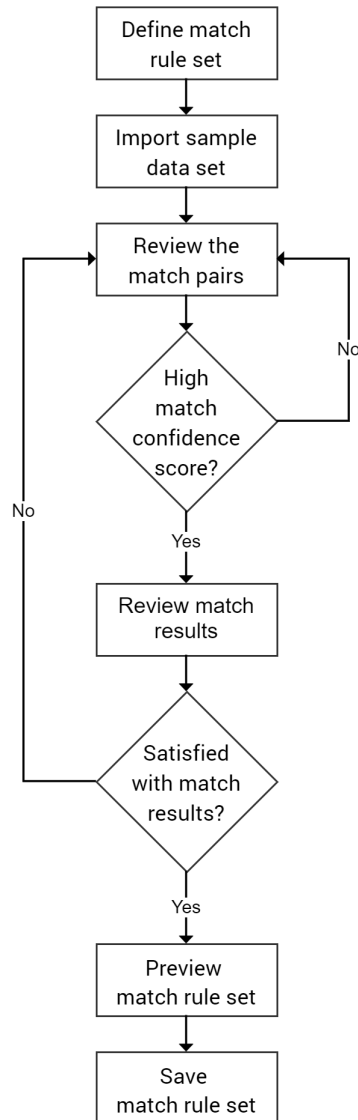 Define match
rule set
Import sample
data set
Review the
match pairs
High
match
confidence
score?
No
No
Yes
Review match
results
Satisfied
with match
results?
Yes
Preview
match rule set
Save
match rule set